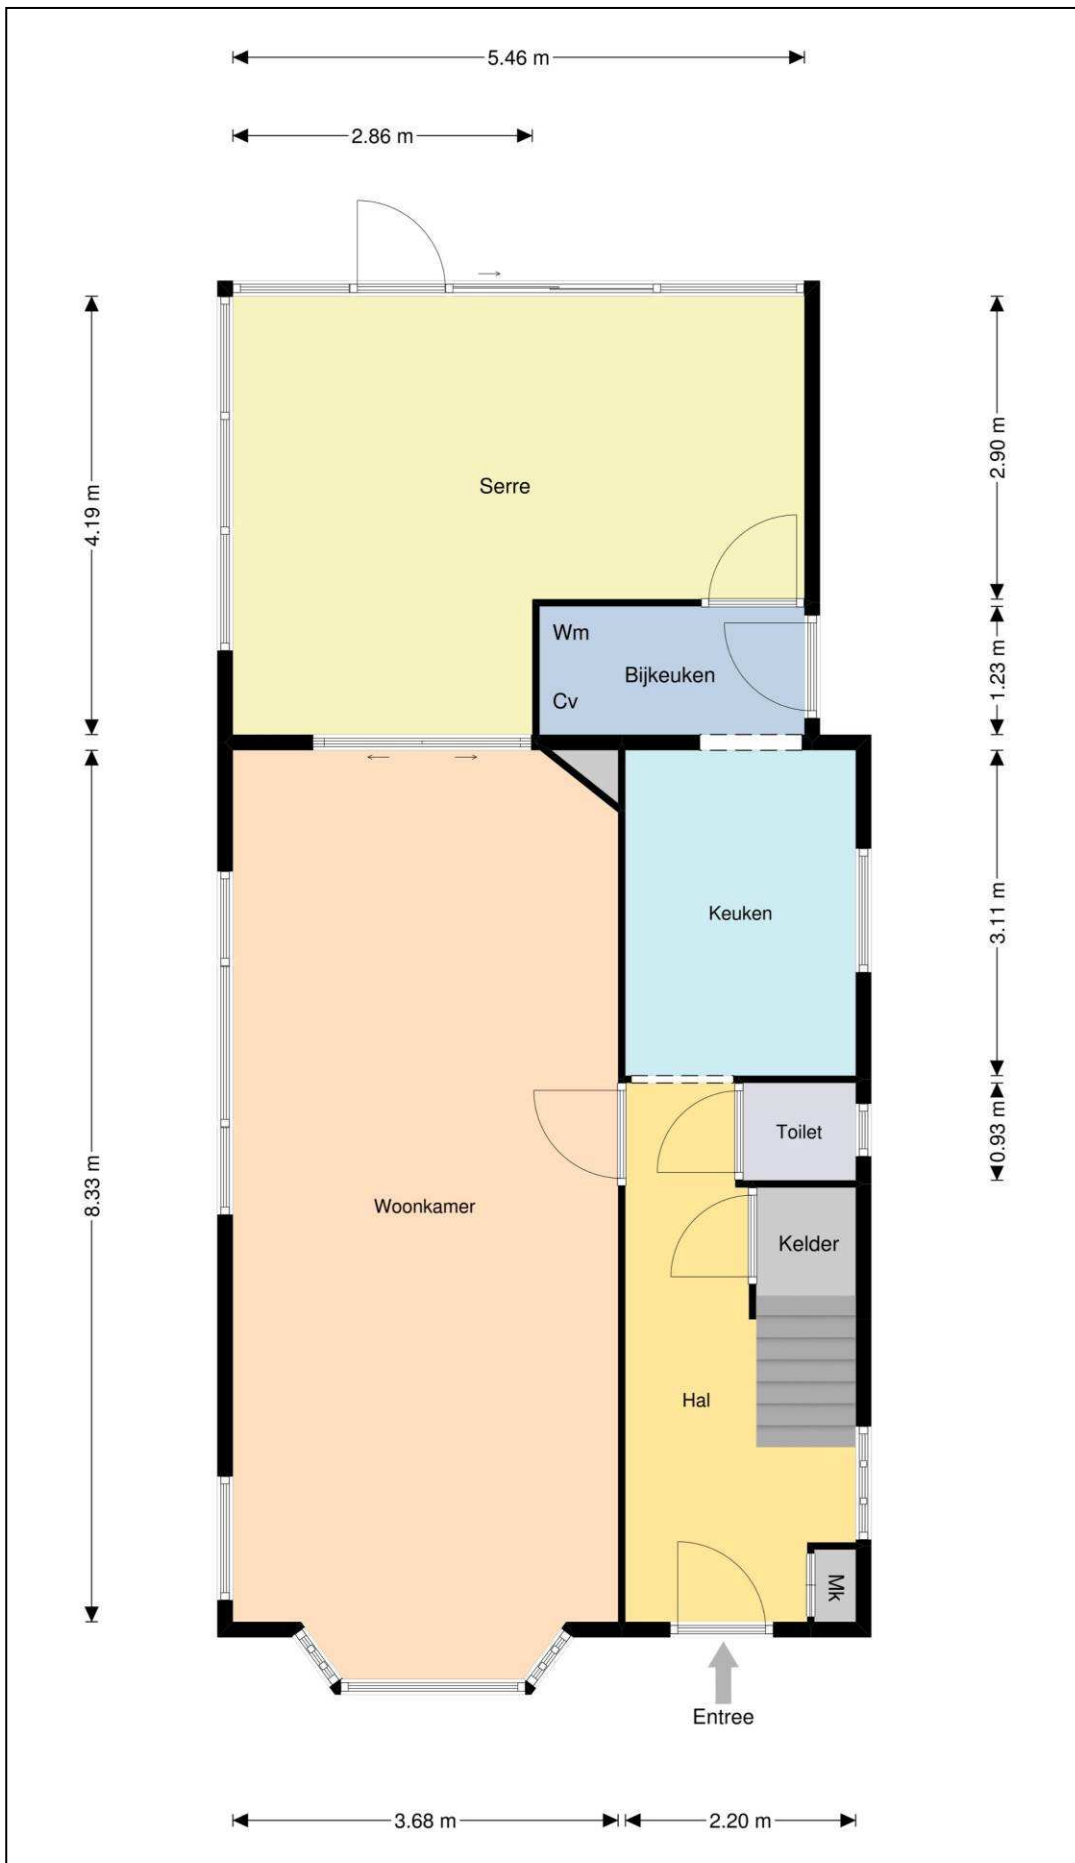 5.46 m
2.86 m
4.19 m
2.90 m
Serre
Wm
Bijkeuken
Cv
1.23 m
Keuken
3.11 m
Toilet
0.93 m
8.33 m
Woonkamer
Kelder
Hal
Mk
Entree
3.68 m
2.20 m